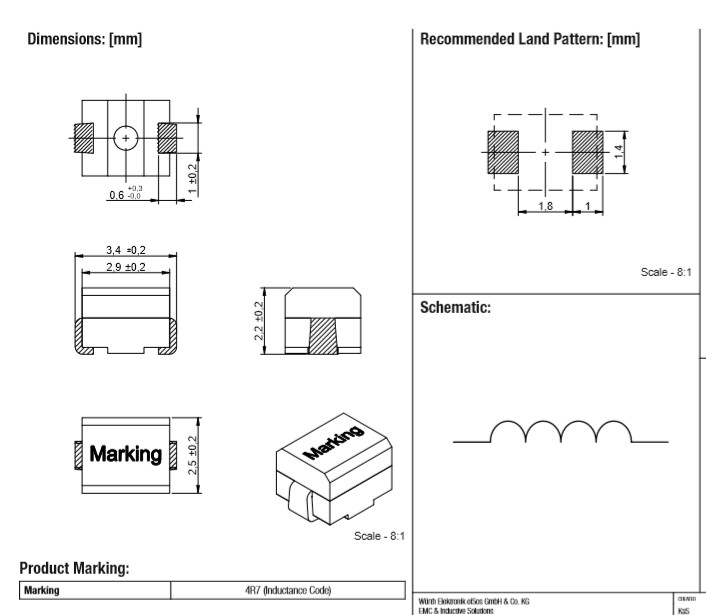 Dimensions: [mm]
0,6 +0,3 -0,0
1 ±0,2
3,4 ±0,2
2,9 ±0,2
2,2 ±0,2
Marking
2,5 ±0,2
Marking
Scale - 8:1
Product Marking:
Marking 4R7 (Inductance Code)
Recommended Land Pattern: [mm]
1,4
1,8 1
Scale - 8:1
Schematic:
Würth Elektronik eiSos GmbH & Co. KG
EMC & Inductive Solutions
CREATED
KaS